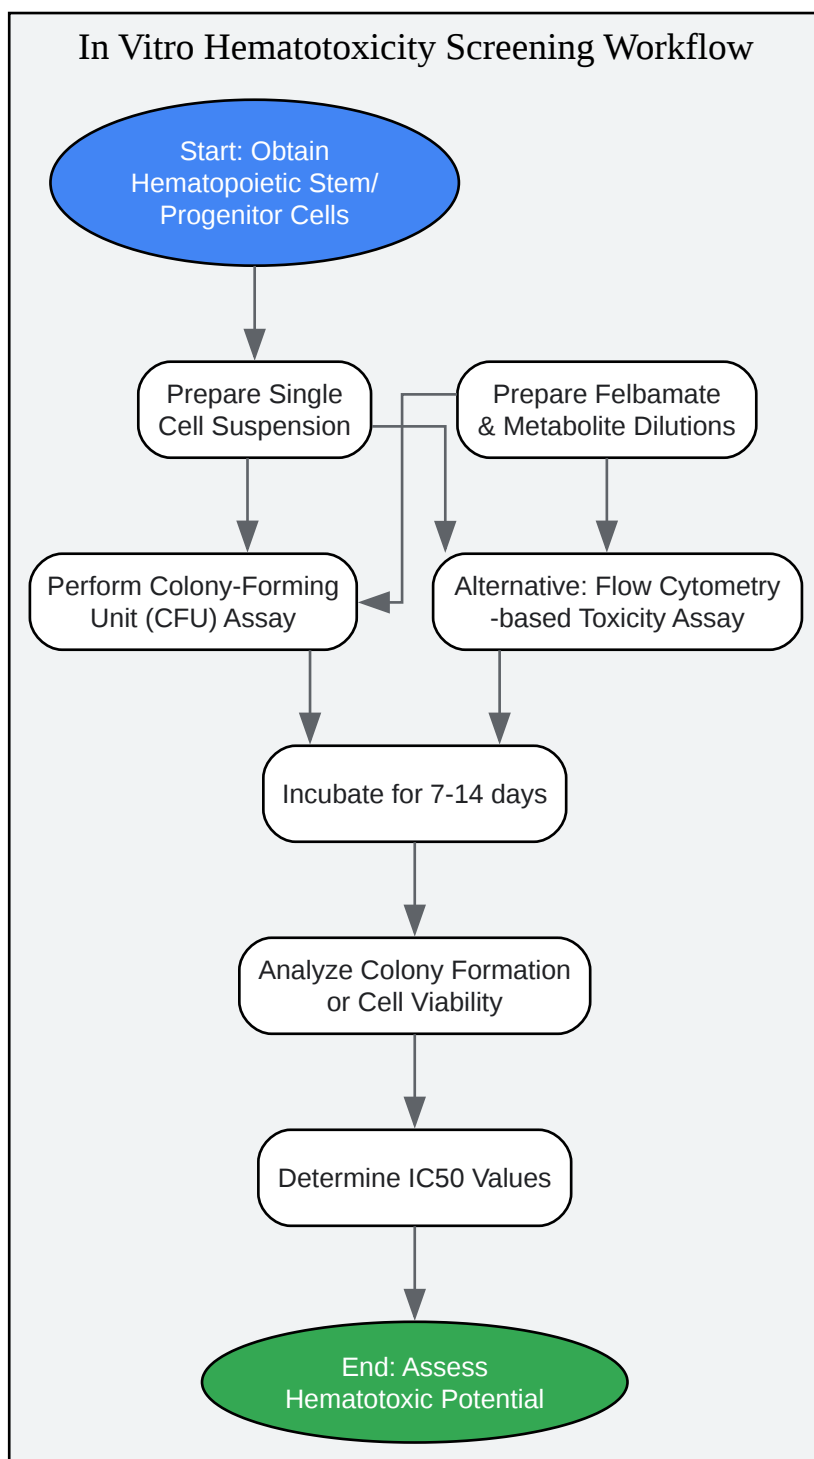 In Vitro Hematotoxicity Screening Workflow
Start: Obtain
Hematopoietic Stem/
Progenitor Cells
Prepare Single
Cell Suspension
Prepare Felbamate
& Metabolite Dilutions
Perform Colony-Forming
Unit (CFU) Assay
Alternative: Flow Cytometry
-based Toxicity Assay
Incubate for 7-14 days
Analyze Colony Formation
or Cell Viability
Determine IC50 Values
End: Assess
Hematotoxic Potential